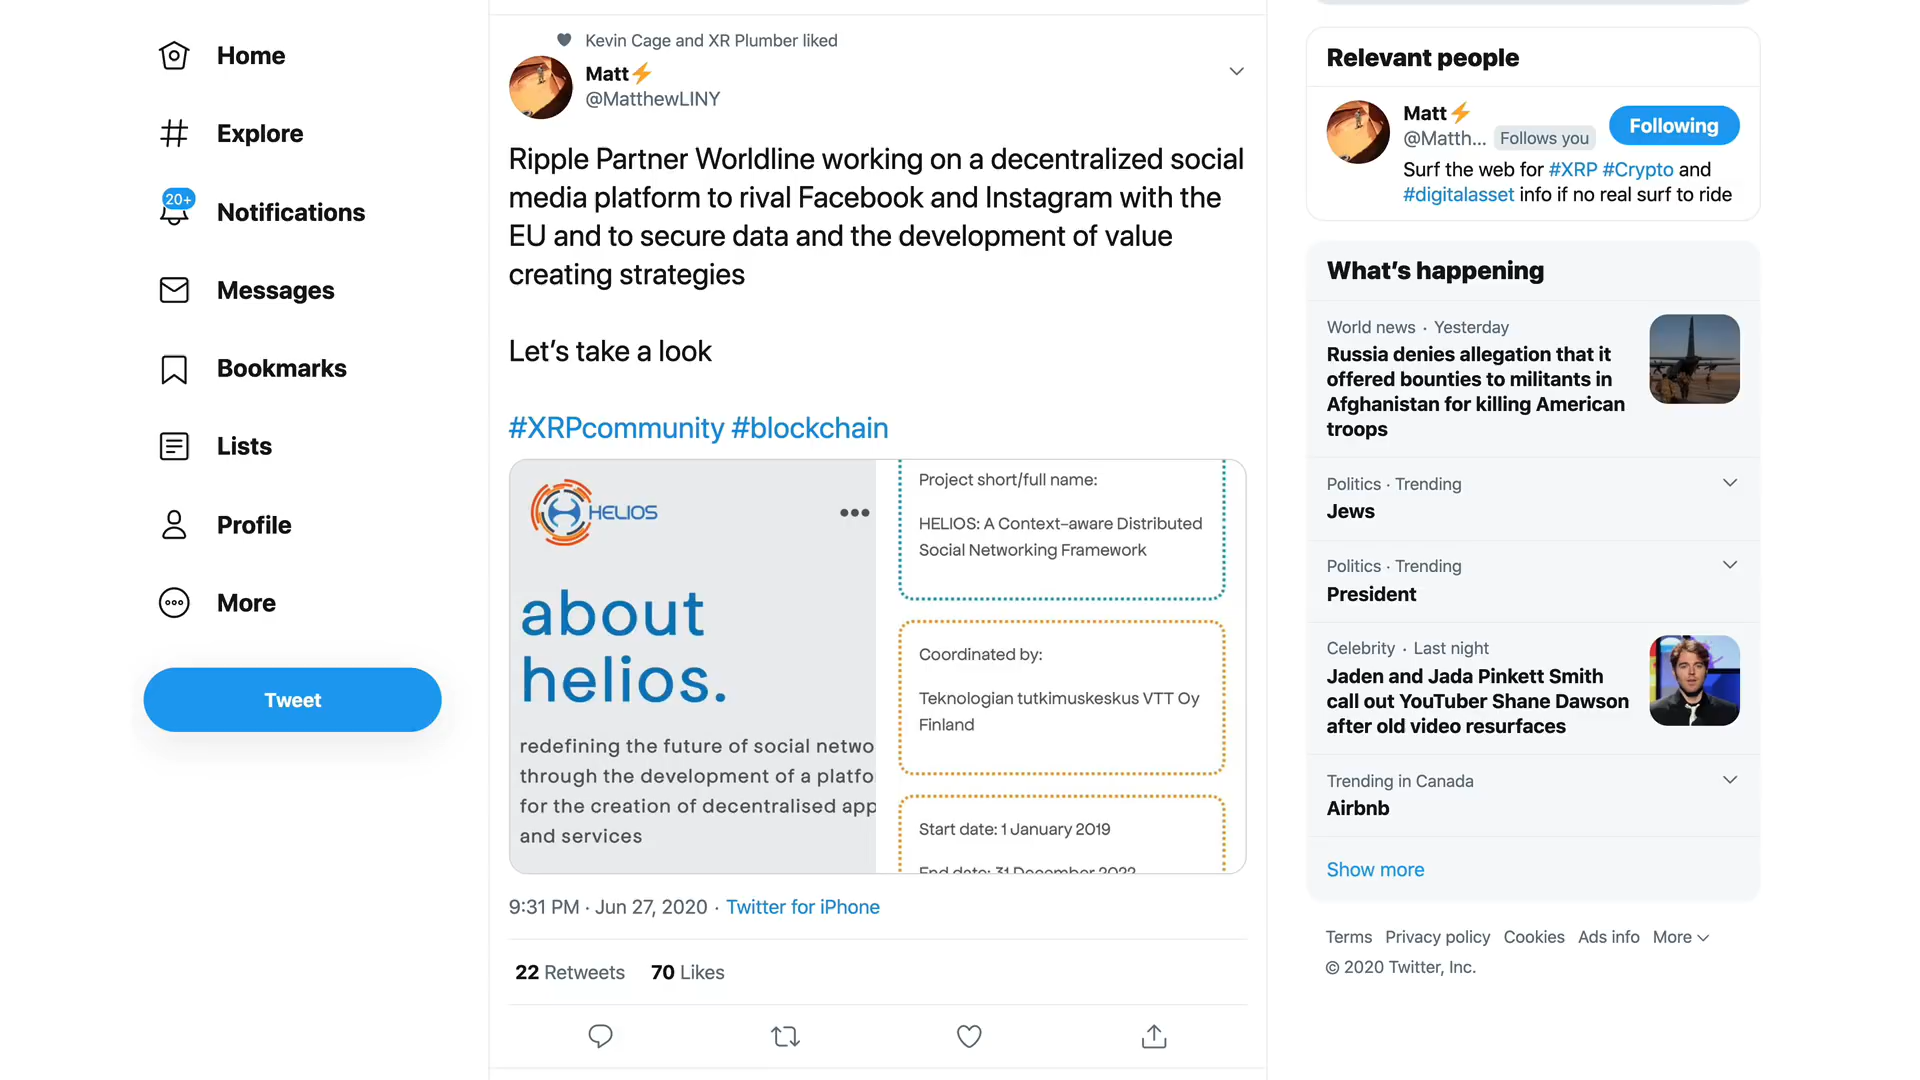 Home
Explore
20+
Notifications
Messages
Bookmarks
Lists
Profile
More
Tweet
Kevin Cage and XR Plumber liked
Matt⚡
@MatthewLINY
Ripple Partner Worldline working on a decentralized social
media platform to rival Facebook and Instagram with the
EU and to secure data and the development of value
creating strategies
Let’s take a look
#XRPcommunity #blockchain
HELIOS
about
helios.
redefining the future of social netwo
through the development of a platfo
for the creation of decentralised app
and services
Project short/full name:
HELIOS: A Context-aware Distributed
Social Networking Framework
Coordinated by:
Teknologian tutkimuskeskus VTT Oy
Finland
Start date: 1 January 2019
End date: 31 December 2022
9:31 PM · Jun 27, 2020 · Twitter for iPhone
22 Retweets 70 Likes
Relevant people
Matt⚡
@Matth... Follows you
Following
Surf the web for #XRP #Crypto and
#digitalasset info if no real surf to ride
What’s happening
World news · Yesterday
Russia denies allegation that it
offered bounties to militants in
Afghanistan for killing American
troops
Politics · Trending
Jews
Politics · Trending
President
Celebrity · Last night
Jaden and Jada Pinkett Smith
call out YouTuber Shane Dawson
after old video resurfaces
Trending in Canada
Airbnb
Show more
Terms Privacy policy Cookies Ads info More
© 2020 Twitter, Inc.